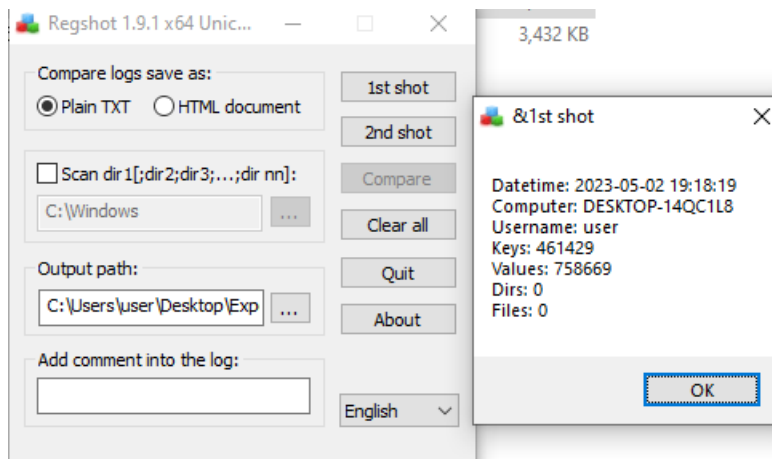 Regshot 1.9.1 x64 Unic...
3,432 KB
Compare logs save as:
Plain TXT
HTML document
1st shot
2nd shot
Scan dir1[;dir2;dir3;...;dir nn]:
Compare
C:\Windows
...
Clear all
Output path:
Quit
C:\Users\user\Desktop\Exp
...
About
Add comment into the log:
English
&1st shot
Datetime: 2023-05-02 19:18:19
Computer: DESKTOP-14QC1L8
Username: user
Keys: 461429
Values: 758669
Dirs: 0
Files: 0
OK